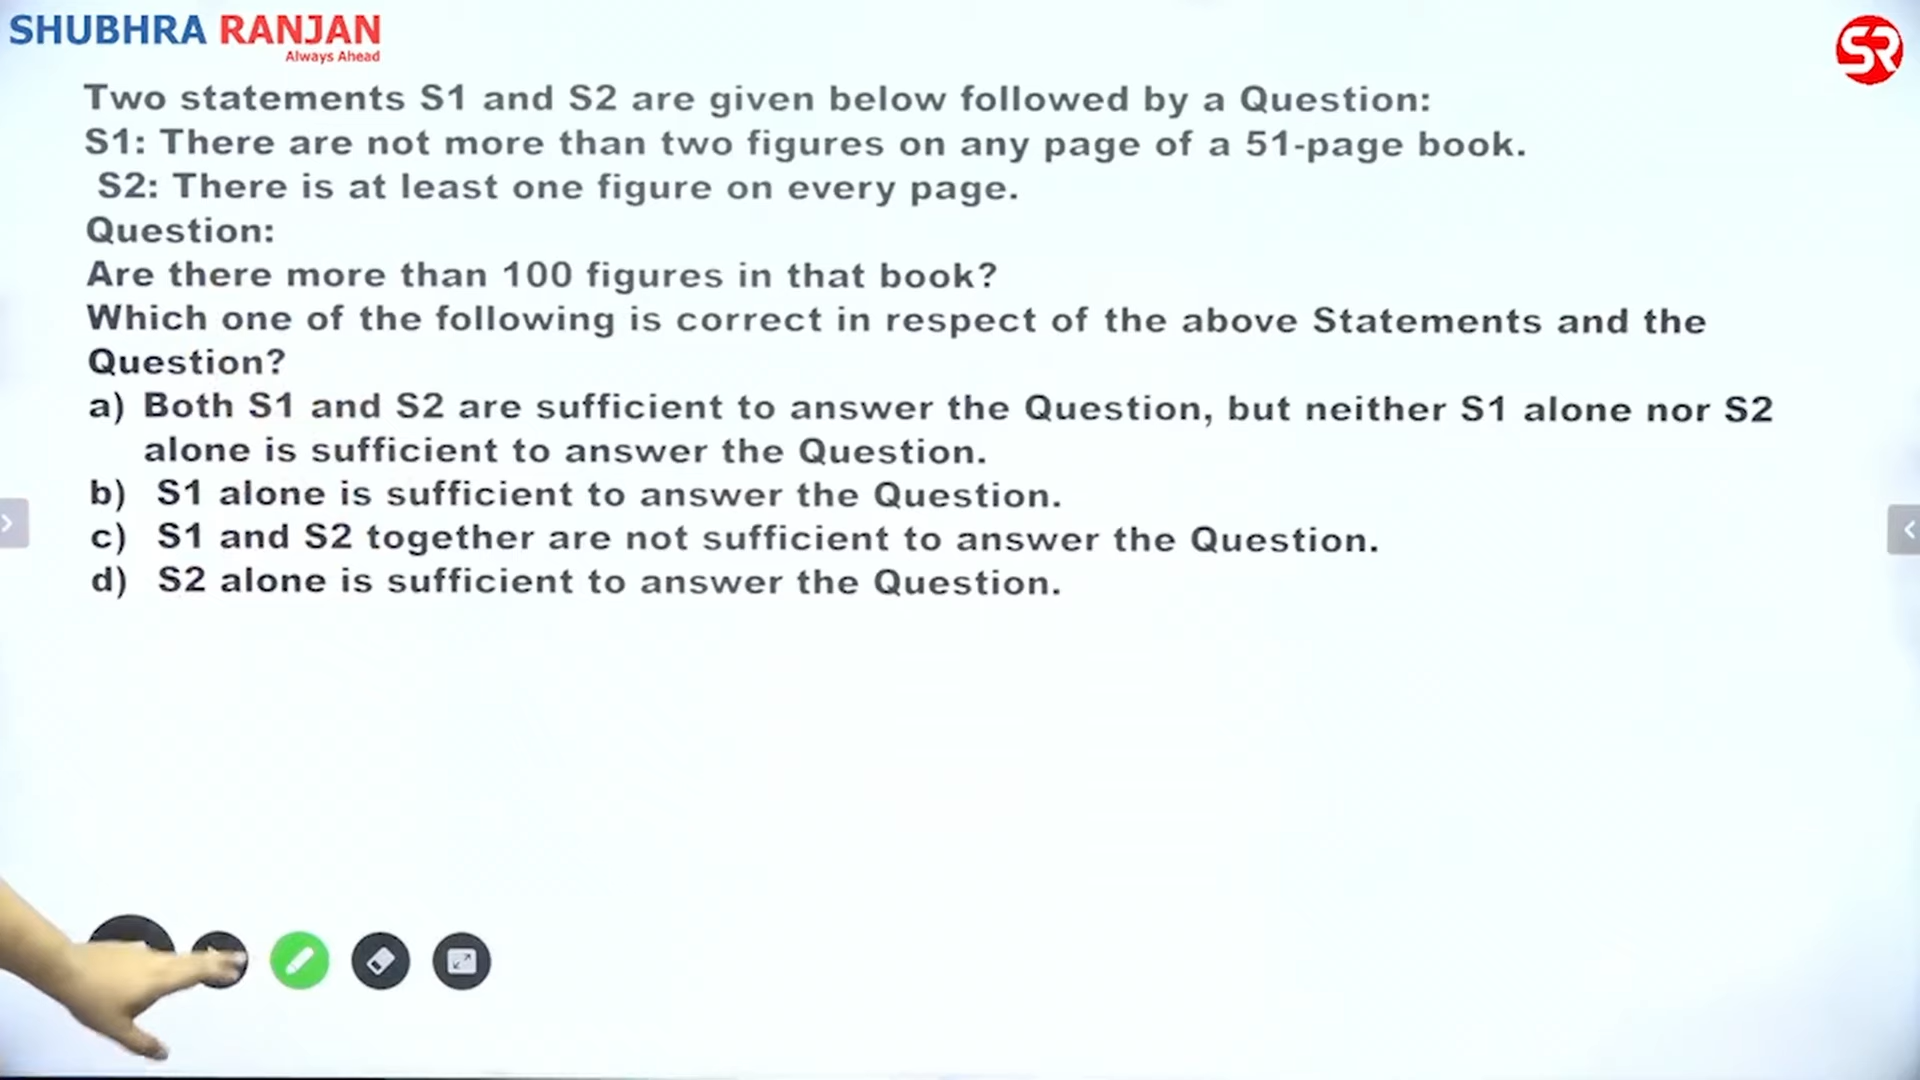 SHUBHRA RANJAN
Always Ahead
SR
Two statements S1 and S2 are given below followed by a Question:
S1: There are not more than two figures on any page of a 51-page book.
S2: There is at least one figure on every page.
Question:
Are there more than 100 figures in that book?
Which one of the following is correct in respect of the above Statements and the
Question?
a) Both S1 and S2 are sufficient to answer the Question, but neither S1 alone nor S2
alone is sufficient to answer the Question.
b) S1 alone is sufficient to answer the Question.
c) S1 and S2 together are not sufficient to answer the Question.
d) S2 alone is sufficient to answer the Question.